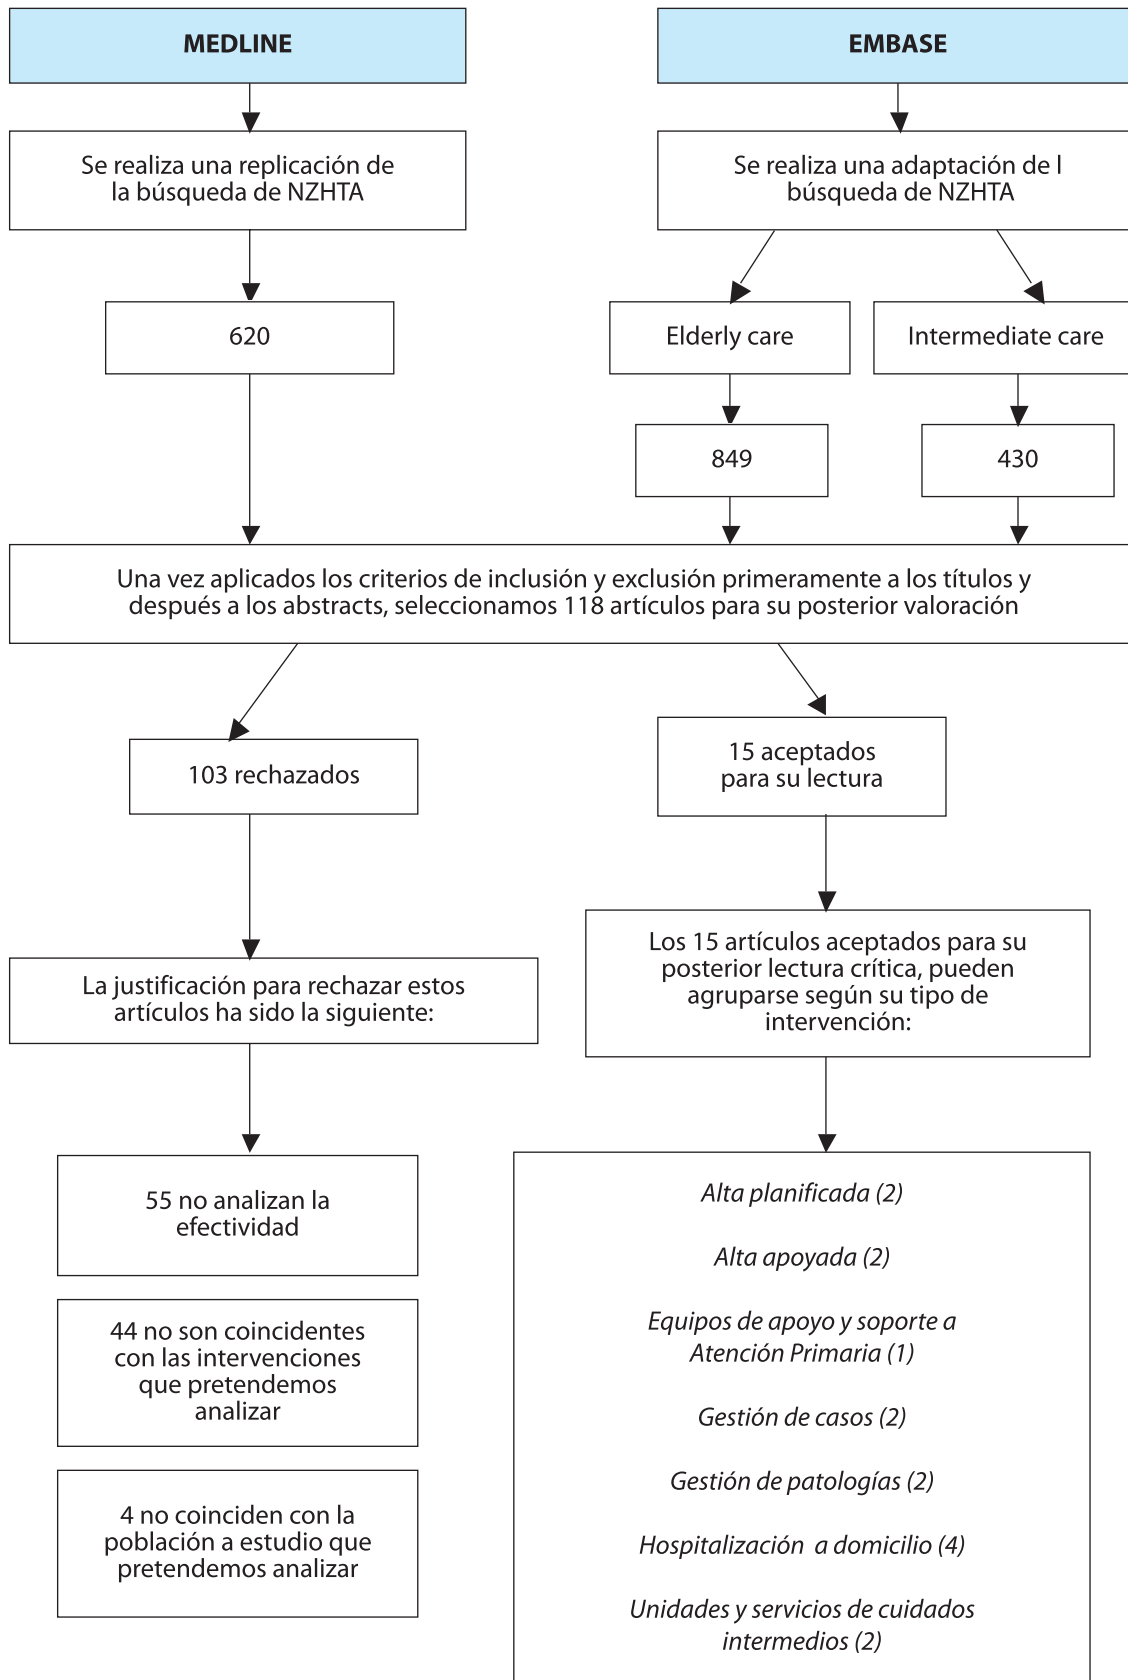 MEDLINE
EMBASE
Se realiza una replicación de
la búsqueda de NZHTA
Se realiza una adaptación de l
búsqueda de NZHTA
620
Elderly care
Intermediate care
849
430
Una vez aplicados los criterios de inclusión y exclusión primeramente a los títulos y
después a los abstracts, seleccionamos 118 artículos para su posterior valoración
103 rechazados
15 aceptados
para su lectura
La justificación para rechazar estos
artículos ha sido la siguiente:
Los 15 artículos aceptados para su
posterior lectura crítica, pueden
agruparse según su tipo de
intervención:
55 no analizan la
efectividad
44 no son coincidentes
con las intervenciones
que pretendemos
analizar
4 no coinciden con la
población a estudio que
pretendemos analizar
Alta planificada (2)
Alta apoyada (2)
Equipos de apoyo y soporte a
Atención Primaria (1)
Gestión de casos (2)
Gestión de patologías (2)
Hospitalización a domicilio (4)
Unidades y servicios de cuidados
intermedios (2)